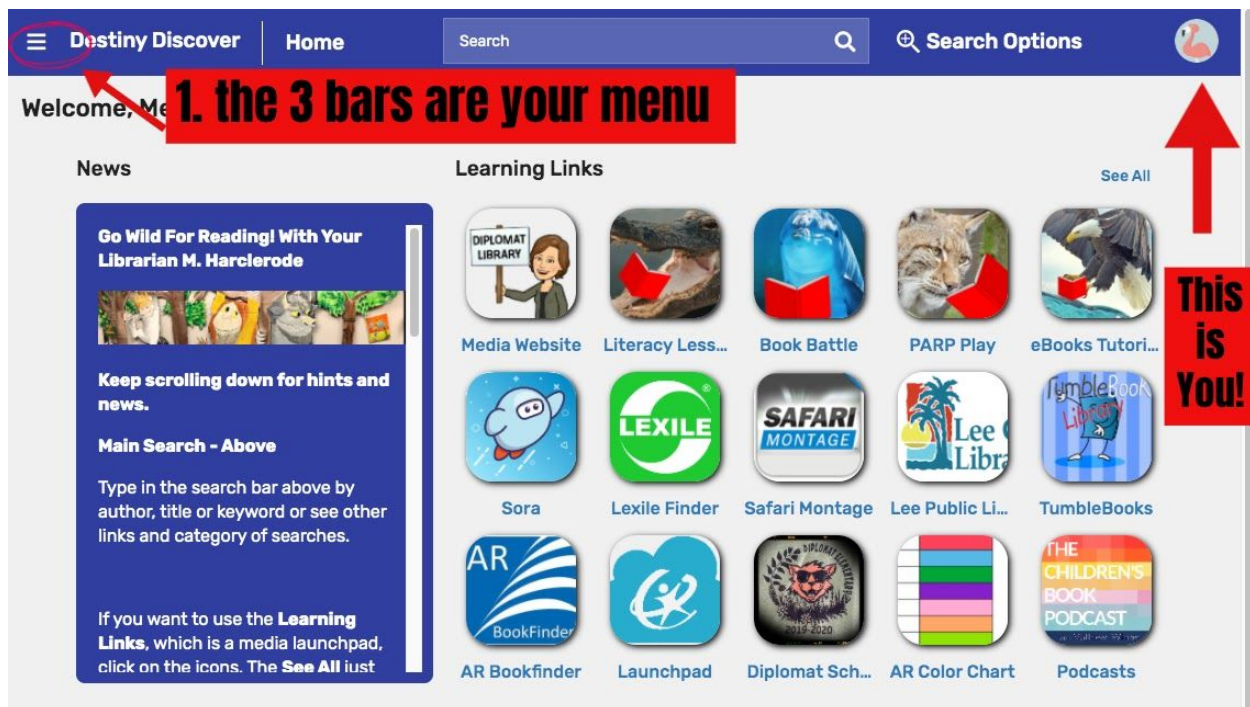 Destiny Discover
Home
Search
Search Options
1. the 3 bars are your menu
Welcome, Me
News
Learning Links
See All
This
is
You!
Go Wild For Reading! With Your
Librarian M. Harclerode
Keep scrolling down for hints and
news.
Main Search - Above
Type in the search bar above by
author, title or keyword or see other
links and category of searches.
If you want to use the Learning
Links, which is a media launchpad,
click on the icons. The See All just
DIPLOMAT
LIBRARY
Media Website
Literacy Less...
Book Battle
PARP Play
eBooks Tutori...
LEXILE
SAFARI
MONTAGE
Lee
Libra
TumbleBook
Library
Sora
Lexile Finder
Safari Montage
Lee Public Li...
TumbleBooks
AR
BookFinder
DIPLOMAT
2019-2020
THE
CHILDREN'S
BOOK
PODCAST
AR Bookfinder
Launchpad
Diplomat Sch...
AR Color Chart
Podcasts